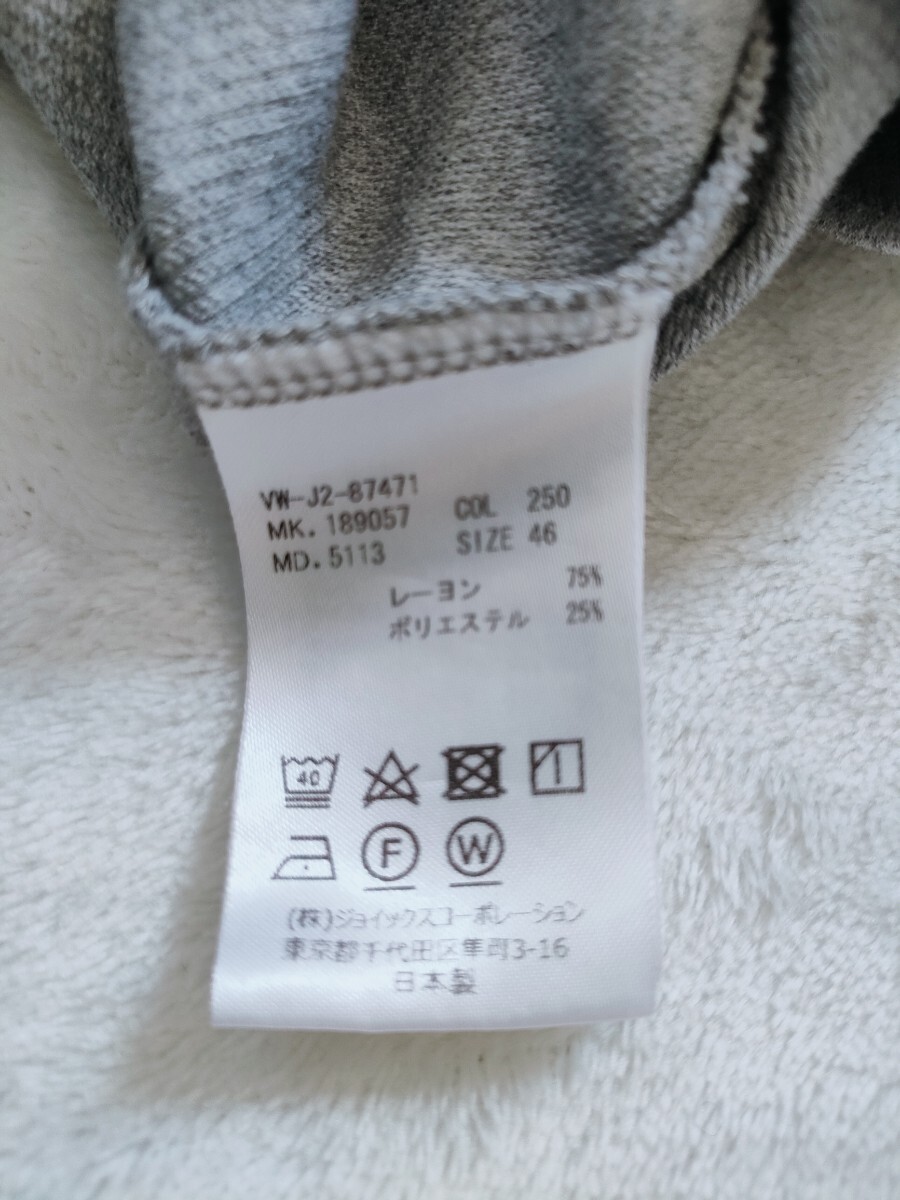 VW-J2-87471
MK. 189057 COL 250
MD. 5113 SIZE 46
レーヨン 75%
ポリエステル 25%
40
F W
(株)ジョイックスコーポレーション
東京都千代田区隼町3-16
日本製